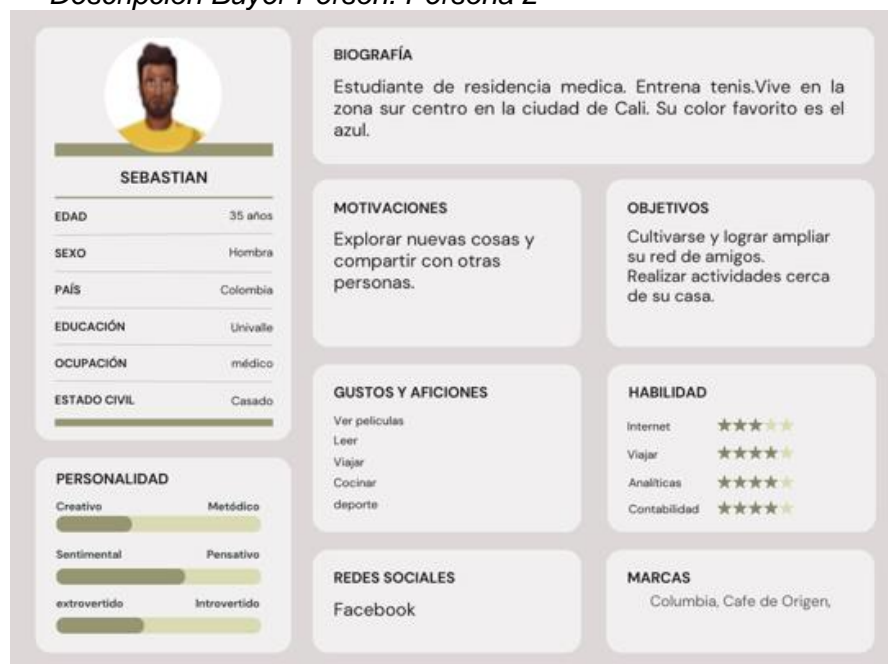 Descripción Buyer Person. Persona 2
SEBASTIAN
EDAD 35 años
SEXO Hombra
PAÍS Colombia
EDUCACIÓN Univalle
OCUPACIÓN médico
ESTADO CIVIL Casado
PERSONALIDAD
Creativo Metódico
Sentimental Pensativo
extrovertido Introvertido
BIOGRAFÍA
Estudiante de residencia medica. Entrena tenis.Vive en la
zona sur centro en la ciudad de Cali. Su color favorito es el
azul.
MOTIVACIONES
Explorar nuevas cosas y
compartir con otras
personas.
OBJETIVOS
Cultivarse y lograr ampliar
su red de amigos.
Realizar actividades cerca
de su casa.
GUSTOS Y AFICIONES
Ver peliculas
Leer
Viajar
Cocinar
deporte
HABILIDAD
Internet
Viajar
Analíticas
Contabilidad
REDES SOCIALES
Facebook
MARCAS
Columbia, Cafe de Origen,